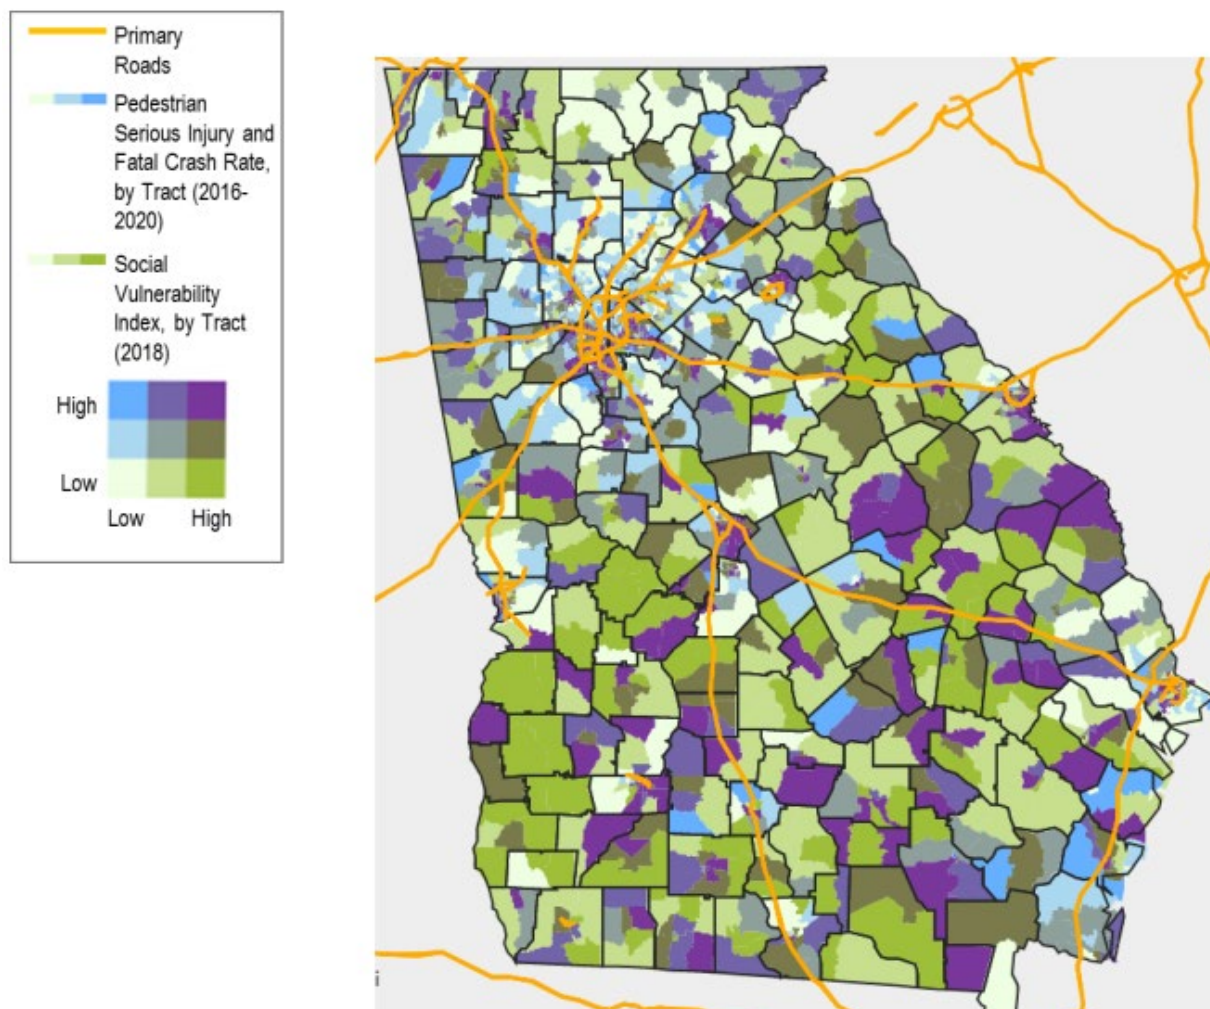 Primary
Roads
Pedestrian
Serious Injury and
Fatal Crash Rate,
by Tract (2016-
2020)
Social
Vulnerability
Index, by Tract
(2018)
High
Low
Low High
i